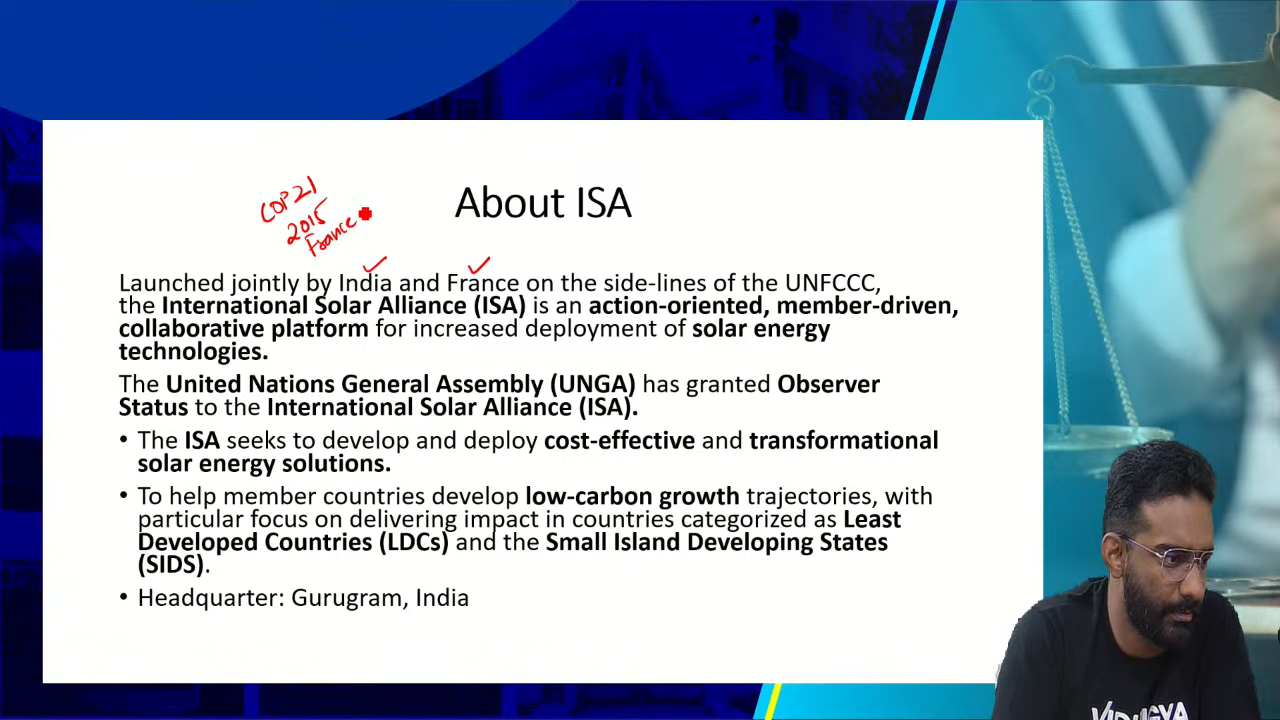 COP21
2015
France
About ISA
Launched jointly by India and France on the side-lines of the UNFCCC,
the International Solar Alliance (ISA) is an action-oriented, member-driven,
collaborative platform for increased deployment of solar energy
technologies.
The United Nations General Assembly (UNGA) has granted Observer
Status to the International Solar Alliance (ISA).
• The ISA seeks to develop and deploy cost-effective and transformational
solar energy solutions.
• To help member countries develop low-carbon growth trajectories, with
particular focus on delivering impact in countries categorized as Least
Developed Countries (LDCs) and the Small Island Developing States
(SIDS).
• Headquarter: Gurugram, India